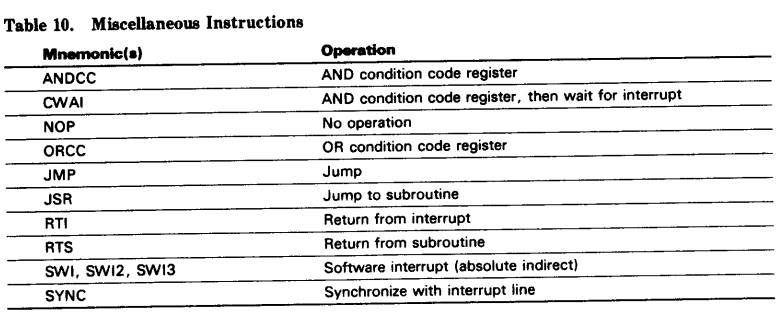 Table 10. Miscellaneous Instructions
Mnemonic(s) Operation
ANDCC AND condition code register
CWAI AND condition code register, then wait for interrupt
NOP No operation
ORCC OR condition code register
JMP Jump
JSR Jump to subroutine
RTI Return from interrupt
RTS Return from subroutine
SWI, SWI2, SWI3 Software interrupt (absolute indirect)
SYNC Synchronize with interrupt line